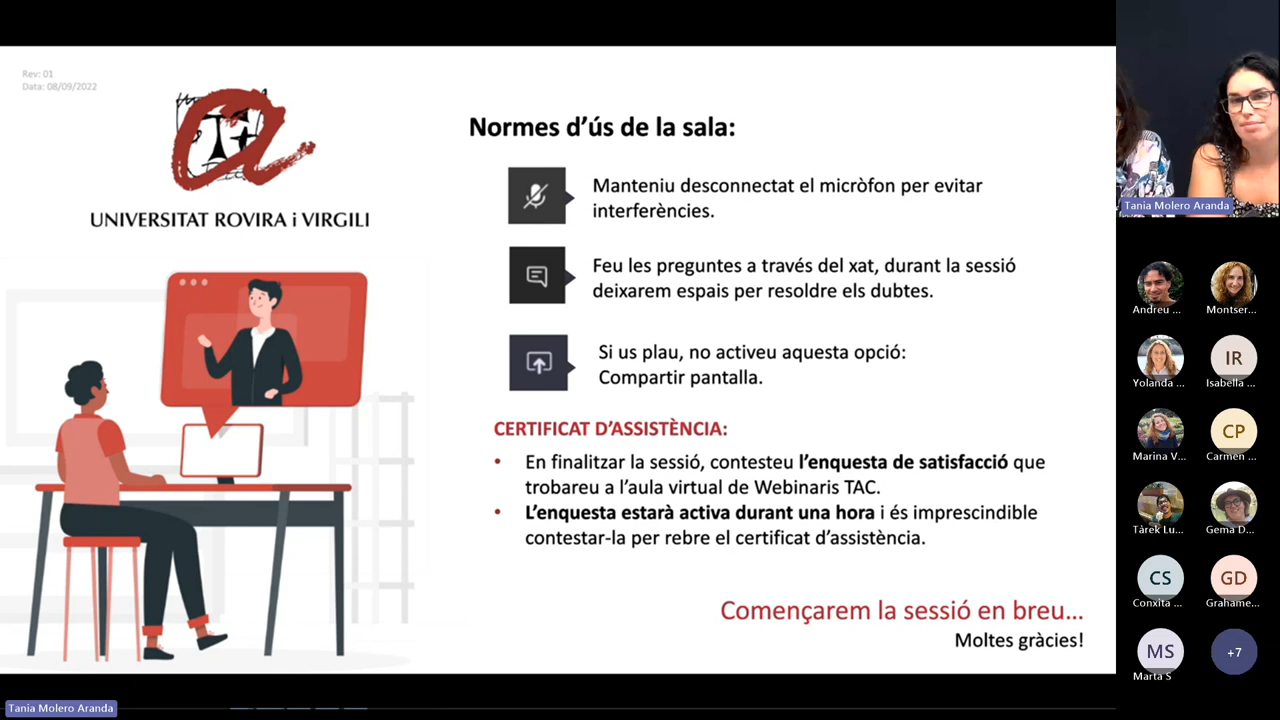 Rev: 01
Data: 08/09/2022
UNIVERSITAT ROVIRA i VIRGILI
Normes d’ús de la sala:
Manteniu desconnectat el micròfon per evitar
interferències.
Feu les preguntes a través del xat, durant la sessió
deixarem espais per resoldre els dubtes.
Si us plau, no activeu aquesta opció:
Compartir pantalla.
CERTIFICAT D’ASSISTÈNCIA:
• En finalitzar la sessió, contesteu l’enquesta de satisfacció que
trobareu a l’aula virtual de Webinaris TAC.
• L’enquesta estarà activa durant una hora i és imprescindible
contestar-la per rebre el certificat d’assistència.
Començarem la sessió en breu...
Moltes gràcies!
Tania Molero Aranda
Tania Molero Aranda
Andreu ...
Montser...
Yolanda ...
IR
Isabella ...
Marina V...
CP
Carmen ...
Tàrek Lu...
Gema D...
CS
Conxita ...
GD
Grahame...
MS
Marta S
+7